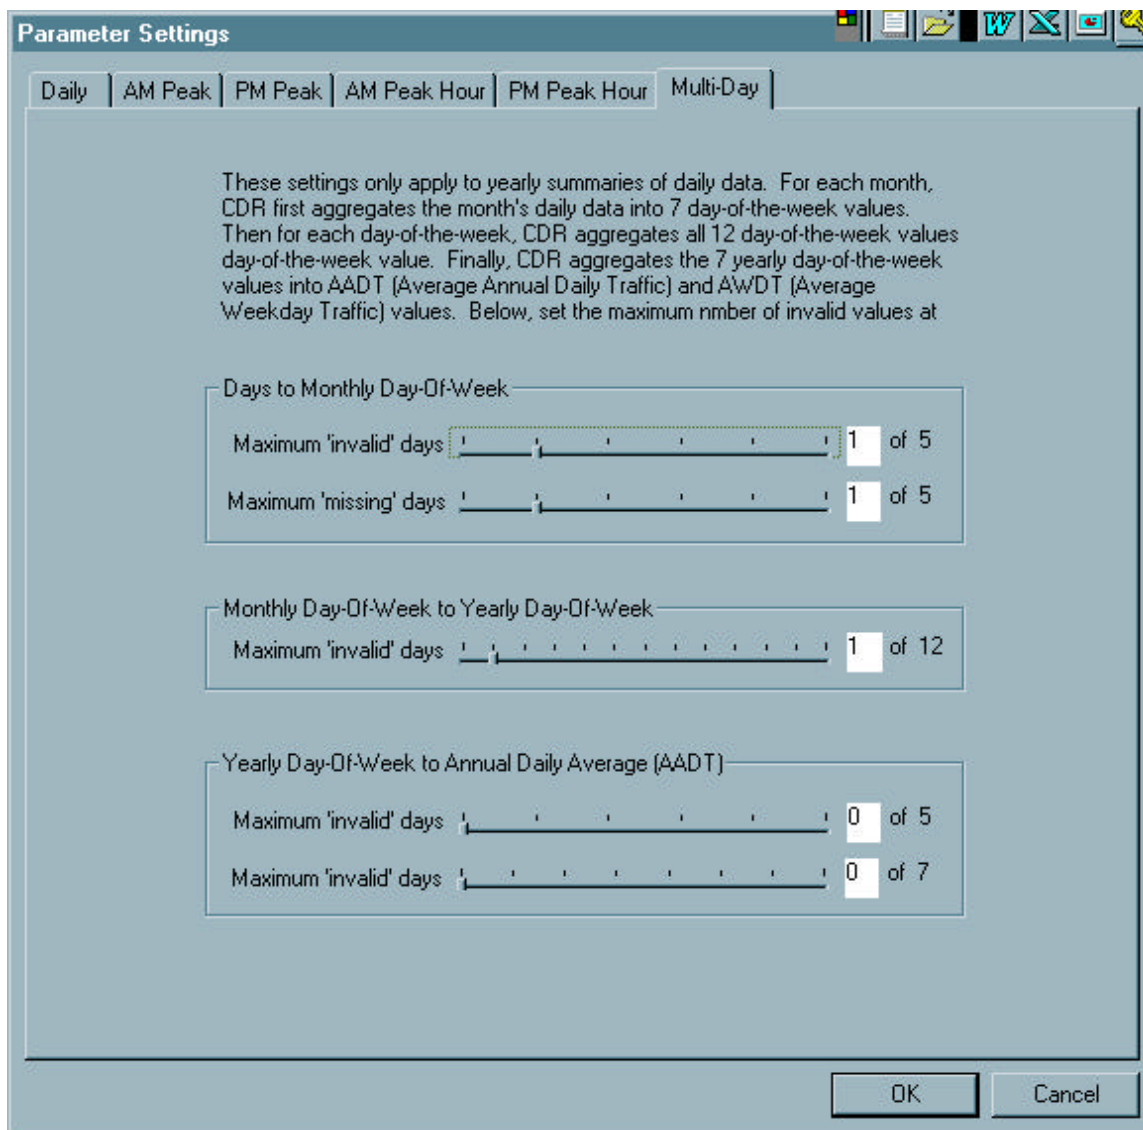 Parameter Settings
Daily AM Peak PM Peak AM Peak Hour PM Peak Hour Multi-Day
These settings only apply to yearly summaries of daily data. For each month,
CDR first aggregates the month's daily data into 7 day-of-the-week values.
Then for each day-of-the-week, CDR aggregates all 12 day-of-the-week values
day-of-the-week value. Finally, CDR aggregates the 7 yearly day-of-the-week
values into AADT (Average Annual Daily Traffic) and AWDT (Average
Weekday Traffic) values. Below, set the maximum nmber of invalid values at
Days to Monthly Day-Of-Week
Maximum 'invalid' days 1 of 5
Maximum 'missing' days 1 of 5
Monthly Day-Of-Week to Yearly Day-Of-Week
Maximum 'invalid' days 1 of 12
Yearly Day-Of-Week to Annual Daily Average (AADT)
Maximum 'invalid' days 0 of 5
Maximum 'invalid' days 0 of 7
OK Cancel